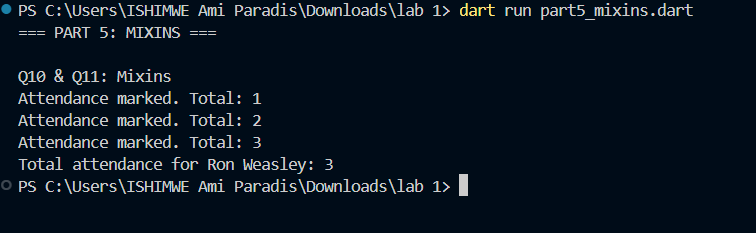 PS C:\Users\ISHIMWE Ami Paradis\Downloads\lab 1> dart run part5_mixins.dart
=== PART 5: MIXINS ===
Q10 & Q11: Mixins
Attendance marked. Total: 1
Attendance marked. Total: 2
Attendance marked. Total: 3
Total attendance for Ron Weasley: 3
PS C:\Users\ISHIMWE Ami Paradis\Downloads\lab 1>